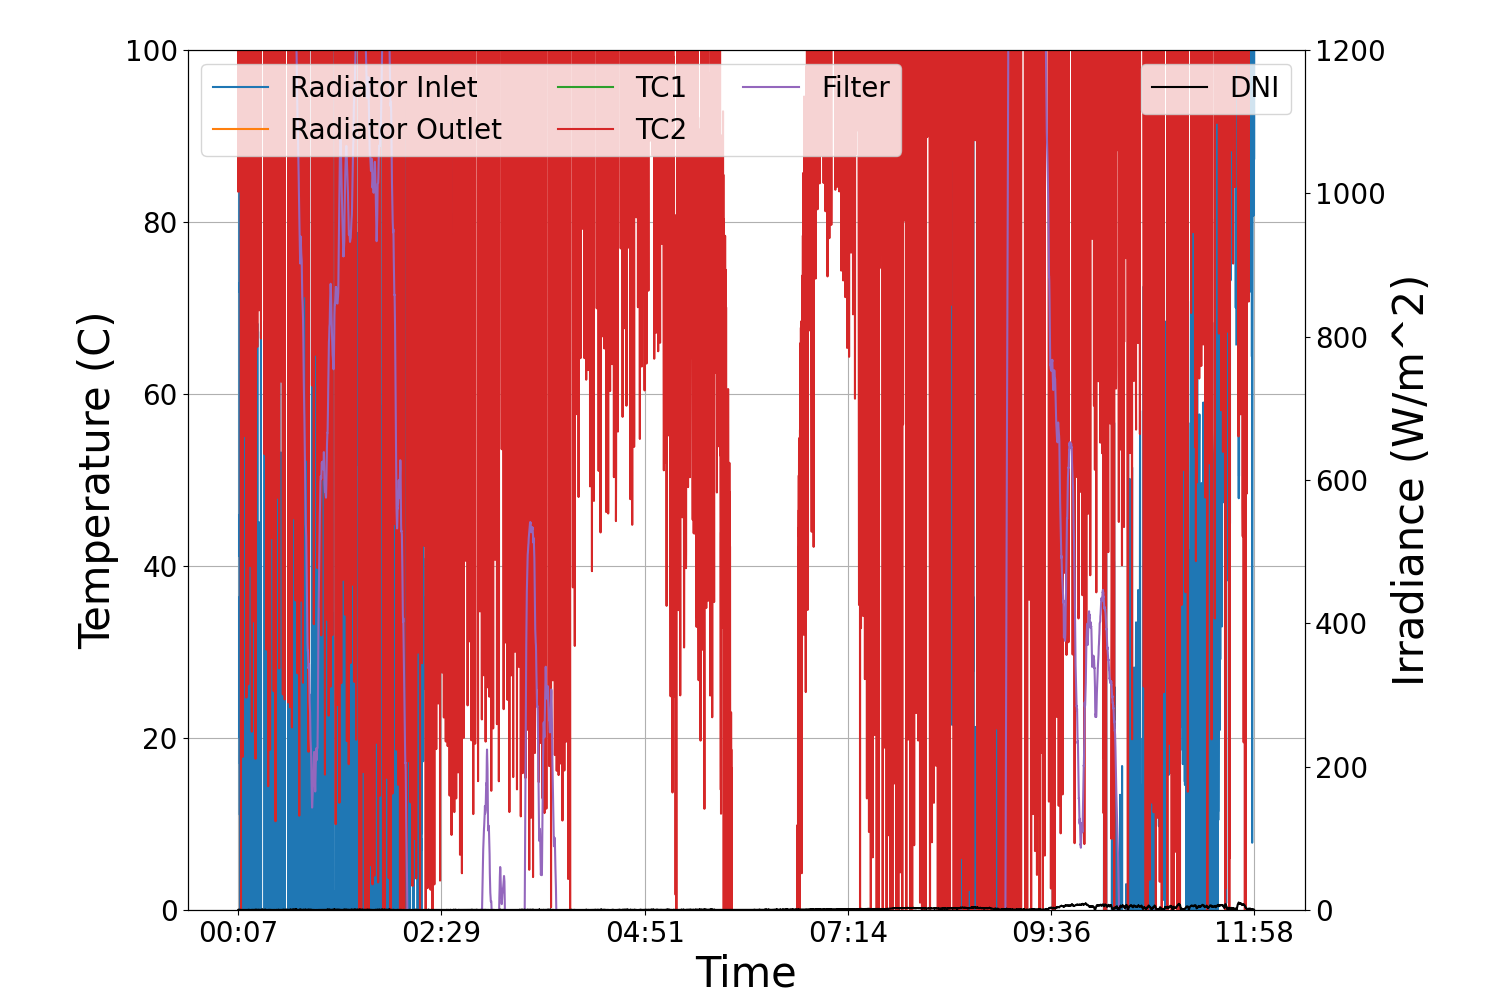 100
80
60
40
20
0
Temperature (C)
Radiator Inlet
Radiator Outlet
TC1
TC2
Filter
DNI
1200
1000
800
600
400
200
0
Irradiance (W/m^2)
00:07
02:29
04:51
07:14
09:36
11:58
Time